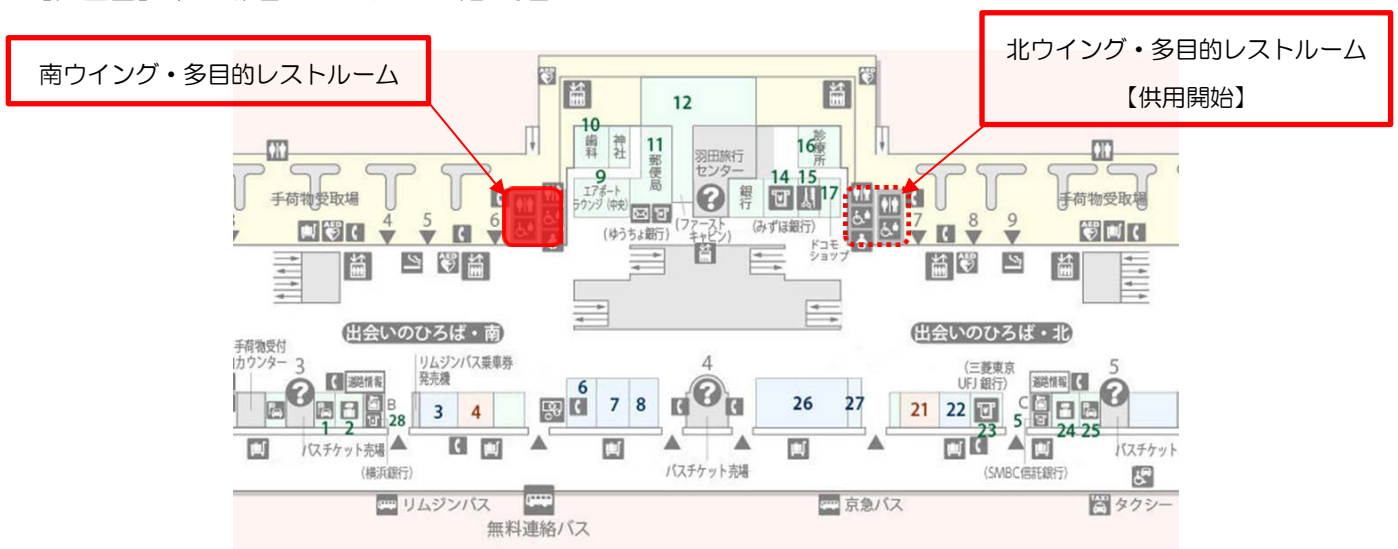 南ウイング・多目的レストルーム
北ウイング・多目的レストルーム
【供用開始】
AED
AED
12
10
歯科
神社
11
郵便局
羽田旅行
センター
16
診療所
9
エアポート
ラウンジ (中央)
銀行
14
15
17
AED
手荷物受取場
手荷物受取場
AED
4
5
6
7
8
9
(ゆうちょ銀行)
(ファースト
キャビン)
(みずほ銀行)
ドコモ
ショップ
AED
AED
出会いのひろば・南
出会いのひろば・北
手荷物受付
カウンター
3
道路情報
リムジンバス乗車券
発売機
4
(三菱東京
UFJ 銀行)
道路情報
5
1
2
B
28
3
4
6
7
8
26
27
21
22
23
5
C
24
25
バスチケット売場
(横浜銀行)
バスチケット売場
(SMBC信託銀行)
バスチケット
リムジンバス
無料連絡バス
京急バス
TAXI
タクシー